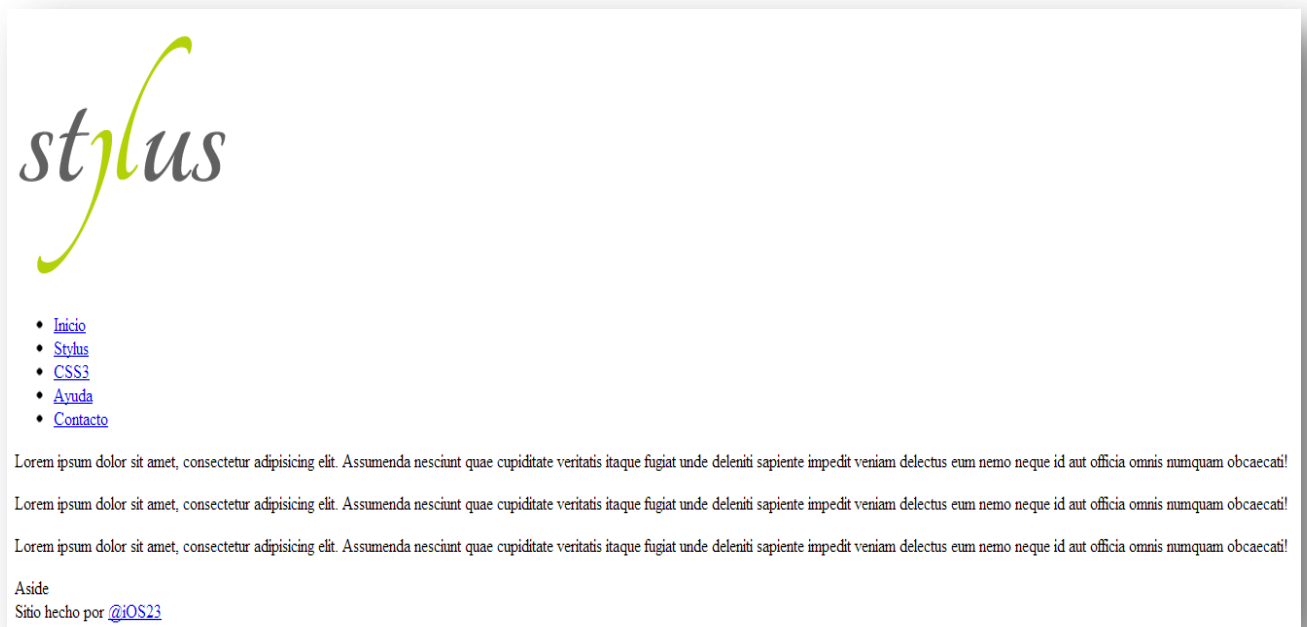 stylus
Inicio
Stylus
CSS3
Ayuda
Contacto
Lorem ipsum dolor sit amet, consectetur adipisicing elit. Assumenda nesciunt quae cupiditate veritatis itaque fugiat unde deleniti sapiente impedit veniam delectus eum nemo neque id aut officia omnis numquam obcaecati!
Lorem ipsum dolor sit amet, consectetur adipisicing elit. Assumenda nesciunt quae cupiditate veritatis itaque fugiat unde deleniti sapiente impedit veniam delectus eum nemo neque id aut officia omnis numquam obcaecati!
Lorem ipsum dolor sit amet, consectetur adipisicing elit. Assumenda nesciunt quae cupiditate veritatis itaque fugiat unde deleniti sapiente impedit veniam delectus eum nemo neque id aut officia omnis numquam obcaecati!
Aside
Sitio hecho por @iOS23